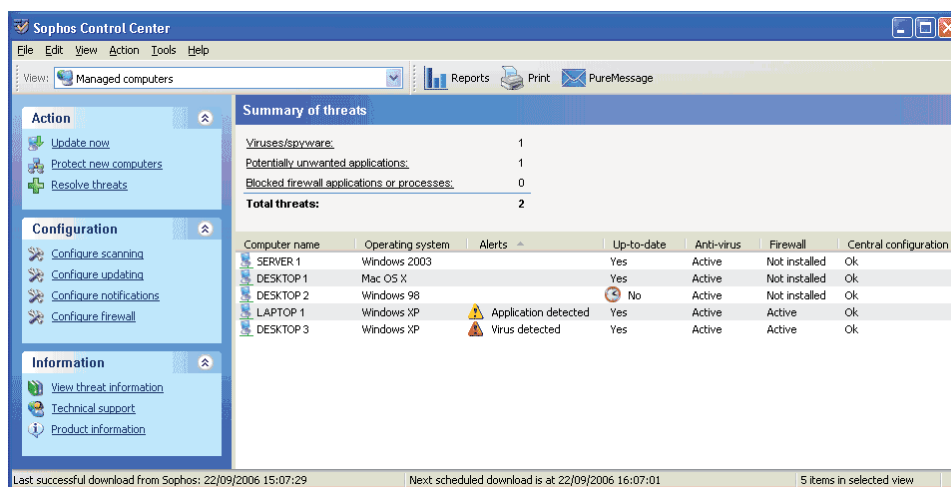 Sophos Control Center
File Edit View Action Tools Help
View: Managed computers Reports Print PureMessage
Action
Update now
Protect new computers
Resolve threats
Configuration
Configure scanning
Configure updating
Configure notifications
Configure firewall
Information
View threat information
Technical support
Product information
Summary of threats
Viruses/spyware: 1
Potentially unwanted applications: 1
Blocked firewall applications or processes: 0
Total threats: 2
Computer name Operating system Alerts Up-to-date Anti-virus Firewall Central configuration
SERVER 1 Windows 2003 Yes Active Not installed Ok
DESKTOP 1 Mac OS X Yes Active Not installed Ok
DESKTOP 2 Windows 98 No Active Not installed Ok
LAPTOP 1 Windows XP Application detected Yes Active Active Ok
DESKTOP 3 Windows XP Virus detected Yes Active Active Ok
Last successful download from Sophos: 22/09/2006 15:07:29 Next scheduled download is at 22/09/2006 16:07:01 5 items in selected view